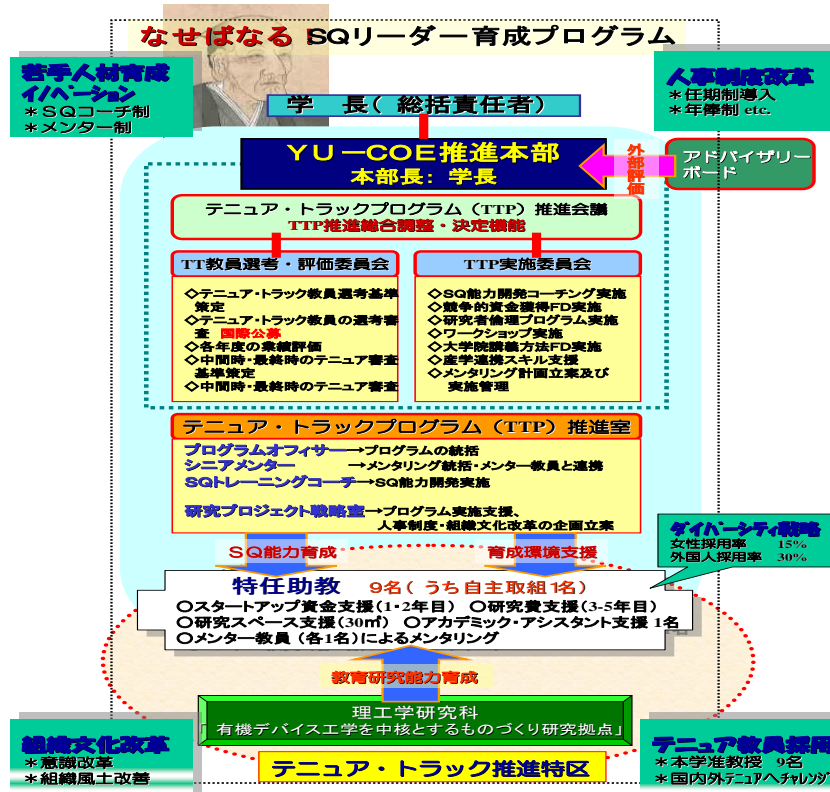 なせばなる！SQリーダー育成プログラム
若手人材育成
イノベーション
＊ＳＱコーチ制
＊メンター制
人事制度改革
＊任期制導入
＊年俸制 etc.
学　長（ 総括責任者）
ＹＵ－ＣＯＥ推進本部
本部長： 学長
外部評価
アドバイザリー
ボード
テニュア・トラックプログラム（TTP）推進会議
TTP推進総合調整・決定機能
TT教員選考・評価委員会
◇テニュア・トラック教員選考基準
策定
◇テニュア・トラック教員の選考審
査　国際公募
◇各年度の業績評価
◇中間時・最終時のテニュア審査
基準策定
◇中間時・最終時のテニュア審査
TTP実施委員会
◇SQ能力開発コーチング実施
◇競争的資金獲得FD実施
◇研究者倫理プログラム実施
◇ワークショップ実施
◇大学院講義方法FD実施
◇産学連携スキル支援
◇メンタリング計画立案及び
実施管理
テニュア・トラックプログラム（TTP）推進室
プログラムオフィサー→プログラムの統括
シニアメンター　→メンタリング統括・メンター教員と連携
SQトレーニングコーチ→SQ能力開発実施
研究プロジェクト戦略室→プログラム実施支援、
人事制度・組織文化改革の企画立案
ＳＱ能力育成
育成環境支援
ダイバーシティ戦略
女性採用率　15%
外国人採用率　30%
特任助教　9名（ うち自主取組1名）
〇スタートアップ資金支援（1・2年目）　〇研究費支援（3-5年目）
〇研究スペース支援（30㎡）　〇アカデミック・アシスタント支援 1名
〇メンター教員（各1名）によるメンタリング
教育研究能力育成
理工学研究科
「有機デバイス工学を中核とするものづくり研究拠点」
組織文化改革
＊意識改革
＊組織風土改善
テニュア・トラック推進特区
テニュア教員採用
＊本学准教授　9名
＊国内外テニュアへチャレンジ